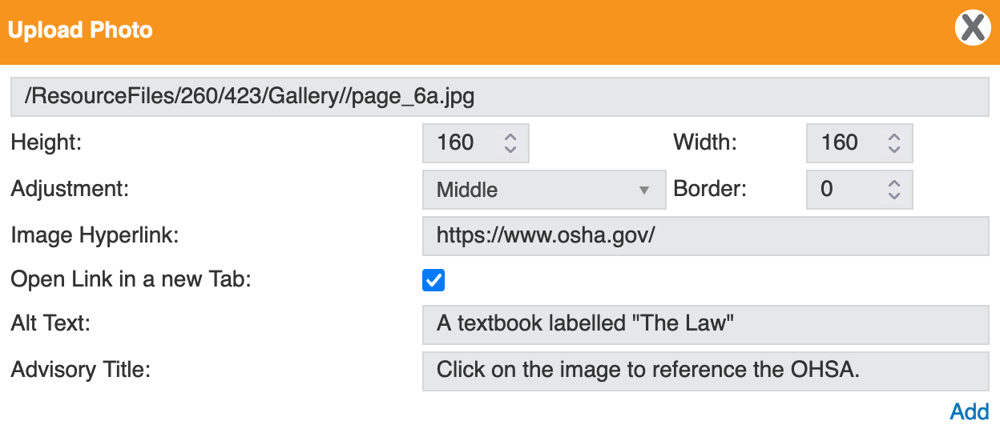 Upload Photo X
/ResourceFiles/260/423/Gallery//page_6a.jpg
Height: 160 Width: 160
Adjustment: Middle Border: 0
Image Hyperlink: https://www.osha.gov/
Open Link in a new Tab:
Alt Text: A textbook labelled "The Law"
Advisory Title: Click on the image to reference the OHSA.
Add